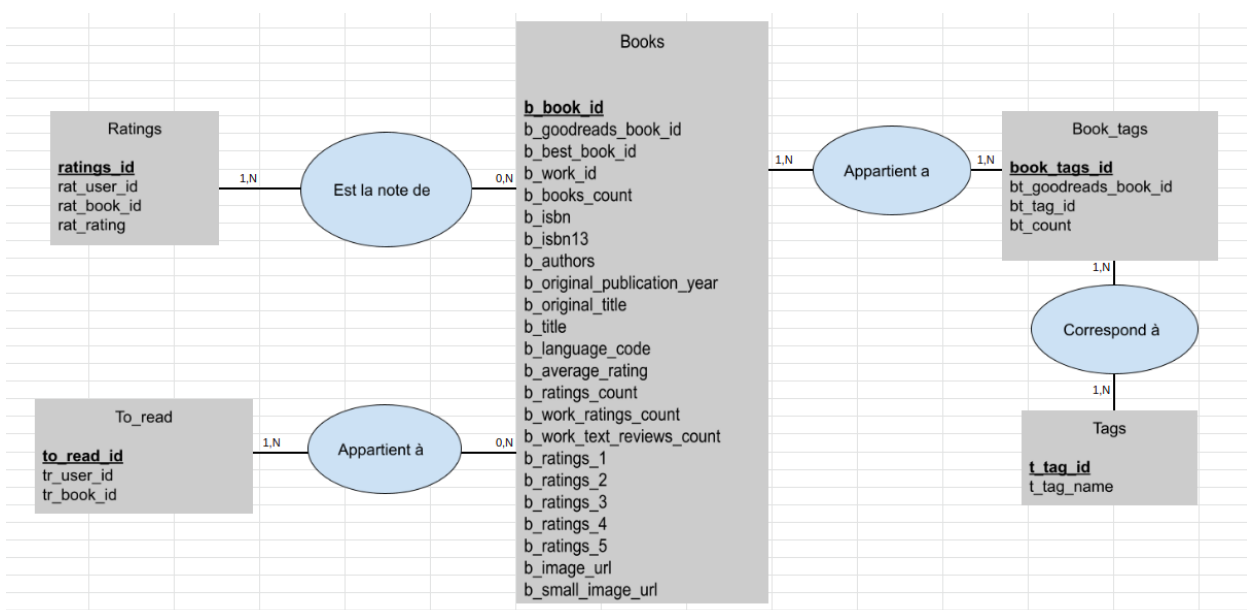 Books
b_book_id
b_goodreads_book_id
b_best_book_id
b_work_id
b_books_count
b_isbn
b_isbn13
b_authors
b_original_publication_year
b_original_title
b_title
b_language_code
b_average_rating
b_ratings_count
b_work_ratings_count
b_work_text_reviews_count
b_ratings_1
b_ratings_2
b_ratings_3
b_ratings_4
b_ratings_5
b_image_url
b_small_image_url
Ratings
ratings_id
rat_user_id
rat_book_id
rat_rating
1,N
Est la note de
0,N
To_read
to_read_id
tr_user_id
tr_book_id
1,N
Appartient à
0,N
1,N
Appartient a
1,N
Book_tags
book_tags_id
bt_goodreads_book_id
bt_tag_id
bt_count
1,N
Correspond à
1,N
Tags
t_tag_id
t_tag_name